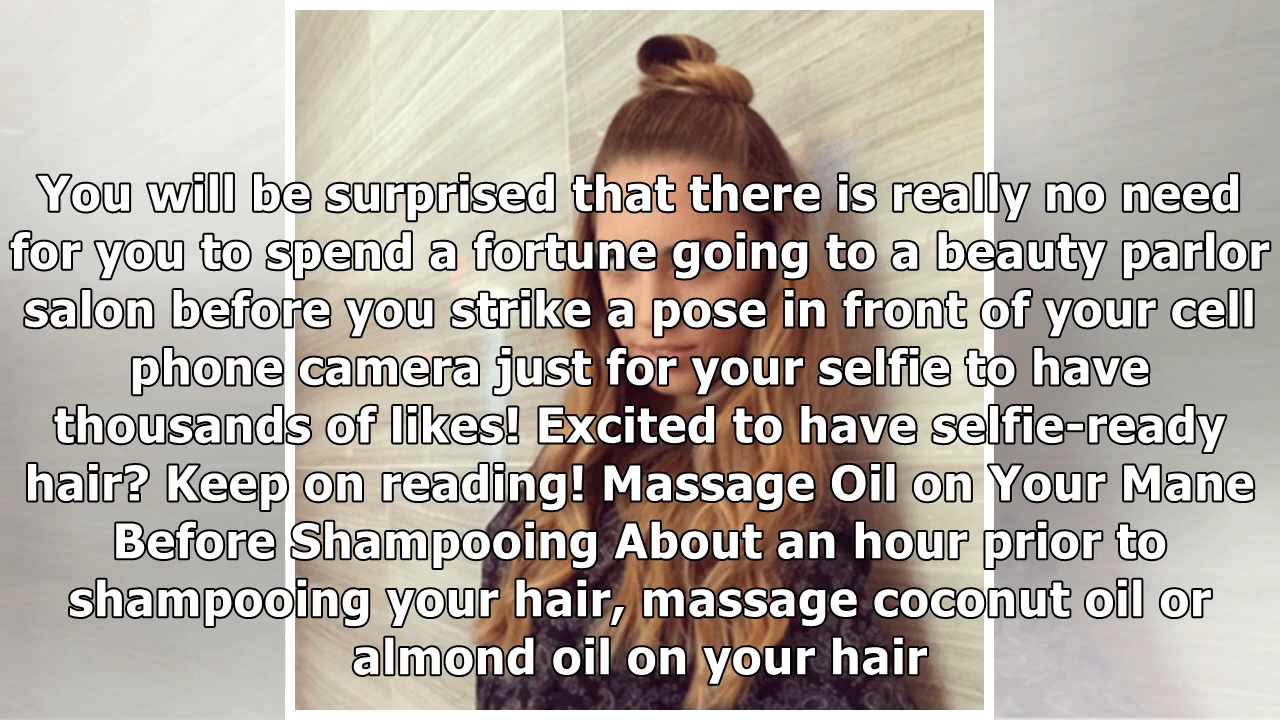 You will be surprised that there is really no need
for you to spend a fortune going to a beauty parlor
salon before you strike a pose in front of your cell
phone camera just for your selfie to have
thousands of likes! Excited to have selfie-ready
hair? Keep on reading! Massage Oil on Your Mane
Before Shampooing About an hour prior to
shampooing your hair, massage coconut oil or
almond oil on your hair